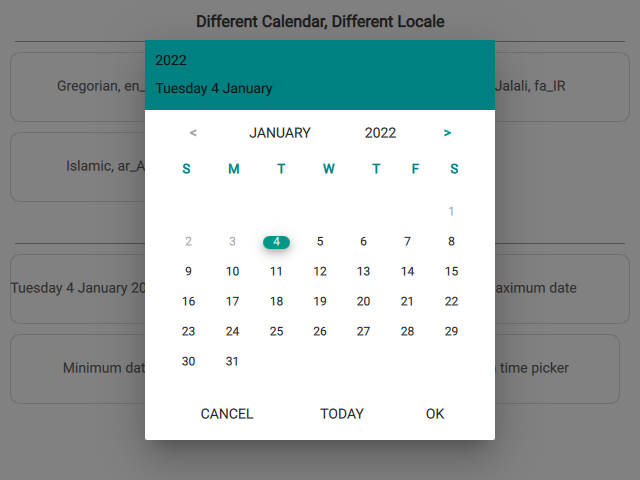 Different Calendar, Different Locale
Gregorian, en_
Jalali, fa_IR
Islamic, ar_A
Tuesday 4 January 20
aximum date
Minimum dat
time picker
2022
Tuesday 4 January
< JANUARY 2022 >
S M T W T F S
1
2 3 4 5 6 7 8
9 10 11 12 13 14 15
16 17 18 19 20 21 22
23 24 25 26 27 28 29
30 31
CANCEL TODAY OK